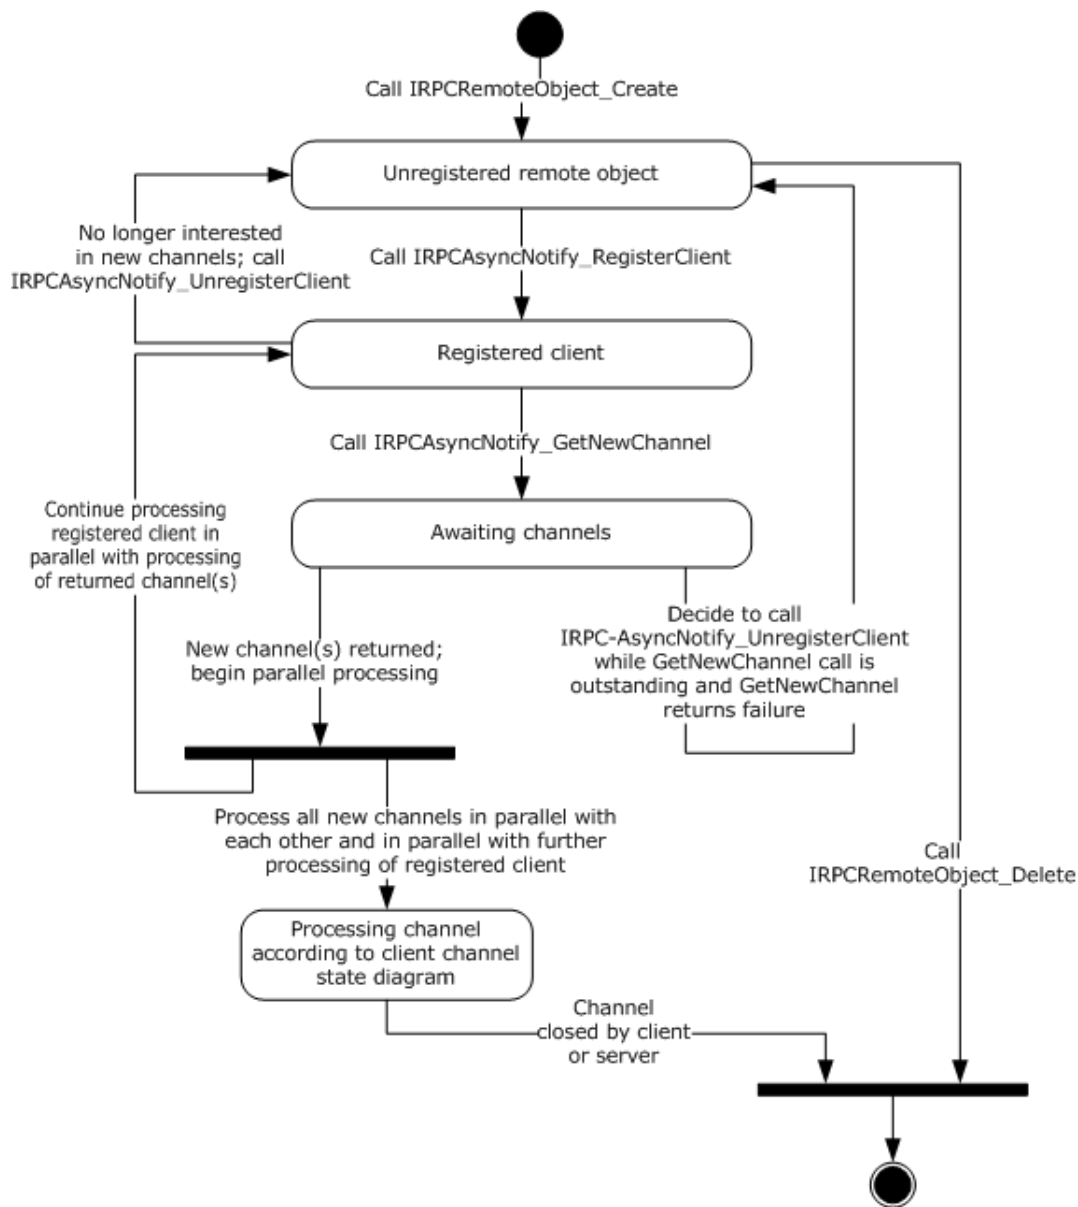 Call IRPCRemoteObject_Create
Unregistered remote object
No longer interested
in new channels; call
IRPCAsyncNotify_UnregisterClient
Call IRPCAsyncNotify_RegisterClient
Registered client
Call IRPCAsyncNotify_GetNewChannel
Continue processing
registered client in
parallel with processing
of returned channel(s)
Awaiting channels
New channel(s) returned;
begin parallel processing
Decide to call
IRPC-AsyncNotify_UnregisterClient
while GetNewChannel call is
outstanding and GetNewChannel
returns failure
Process all new channels in parallel with
each other and in parallel with further
processing of registered client
Call
IRPCRemoteObject_Delete
Processing channel
according to client channel
state diagram
Channel
closed by client
or server